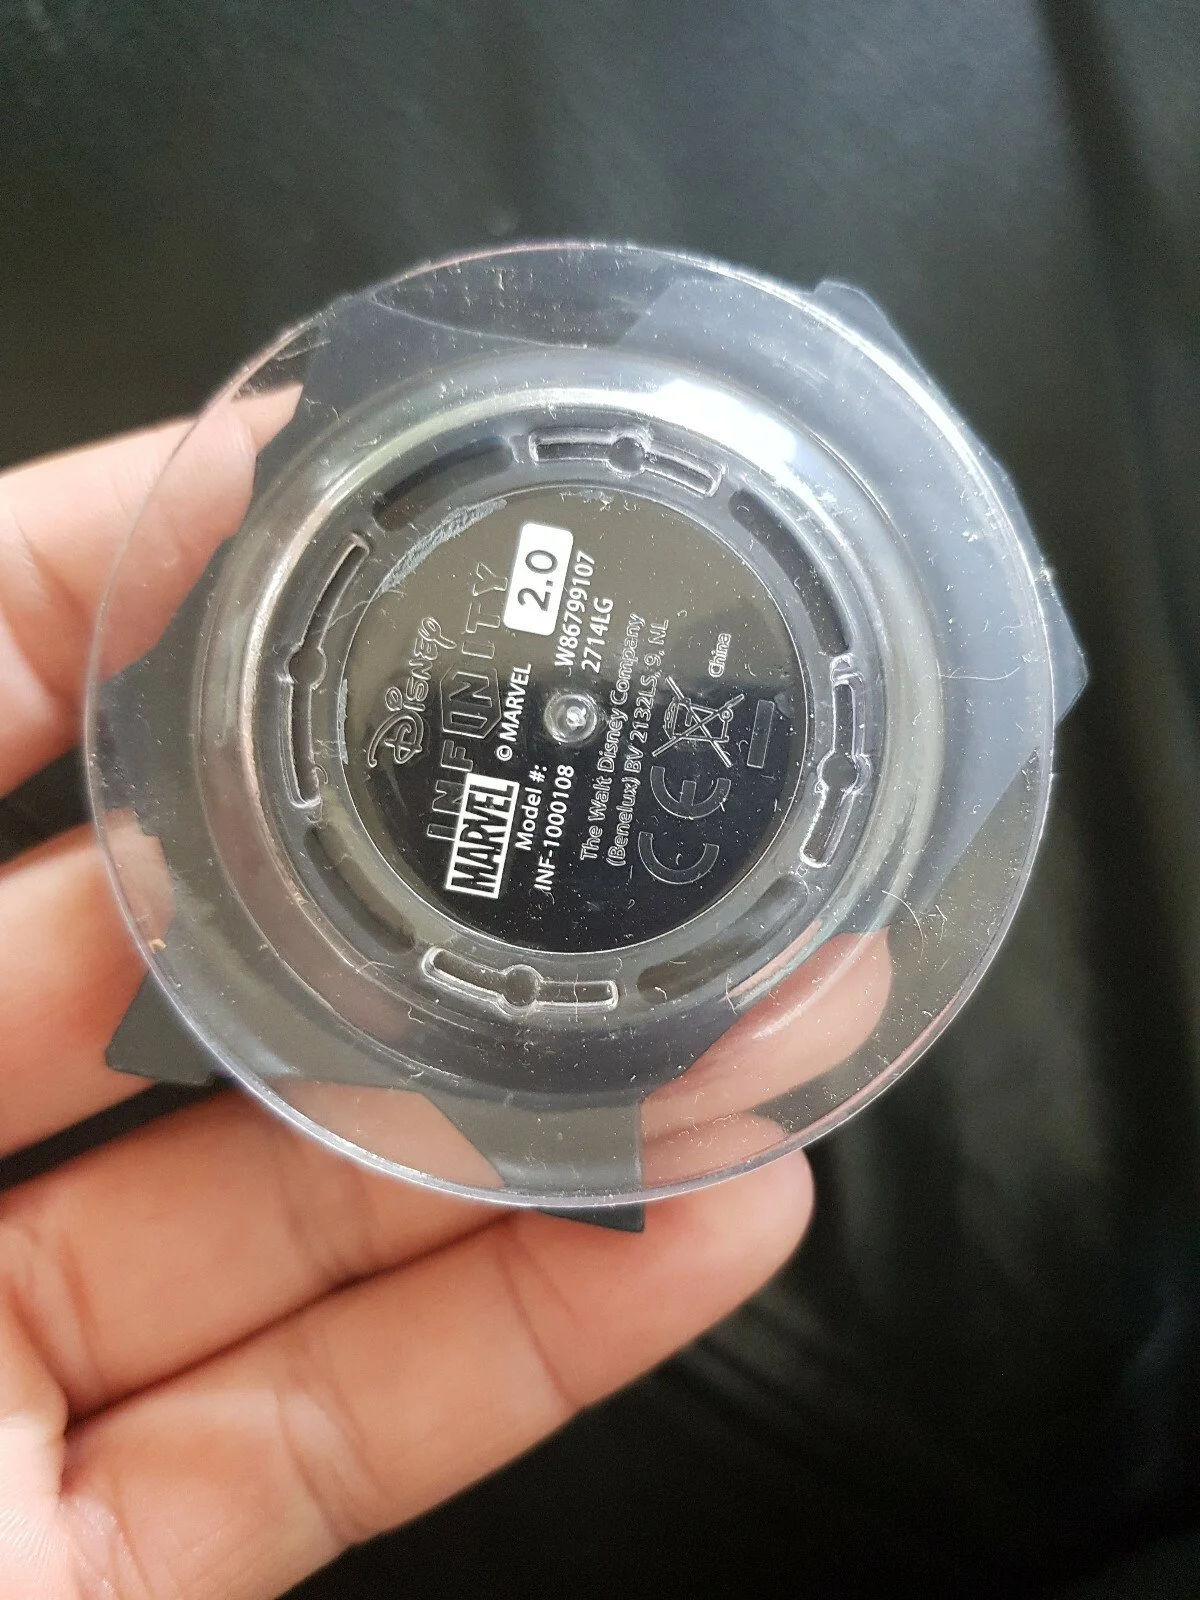 DISNEY
INFINITY
2.0
MARVEL
© MARVEL
Model #:
INF-1000108
W86799107
2714LG
The Walt Disney Company
(Benelux) BV 2132LS, 9, NL
CE
China